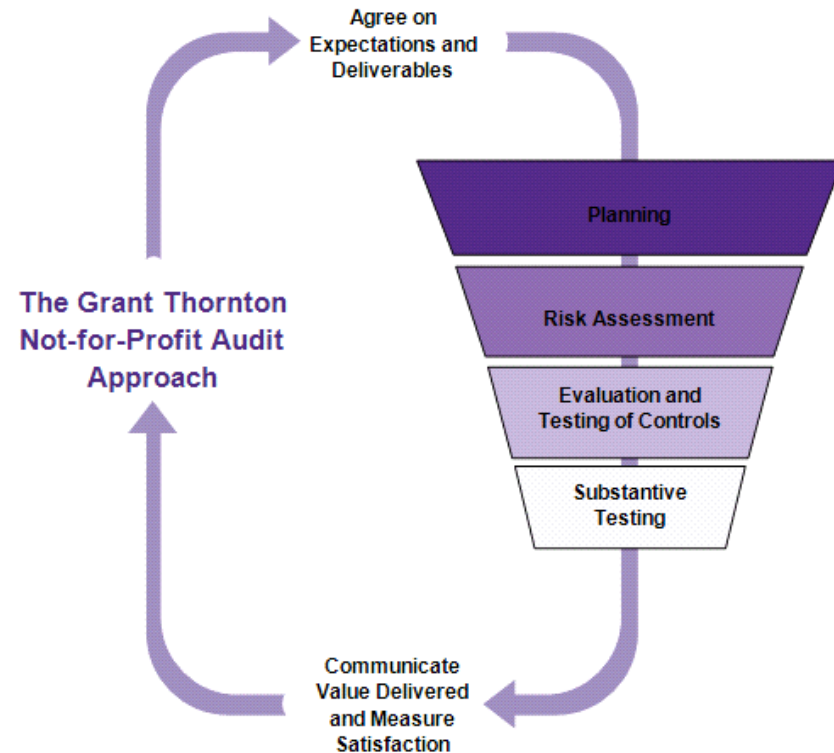 Agree on
Expectations and
Deliverables
Planning
Risk Assessment
Evaluation and
Testing of Controls
Substantive
Testing
The Grant Thornton
Not-for-Profit Audit
Approach
Communicate
Value Delivered
and Measure
Satisfaction